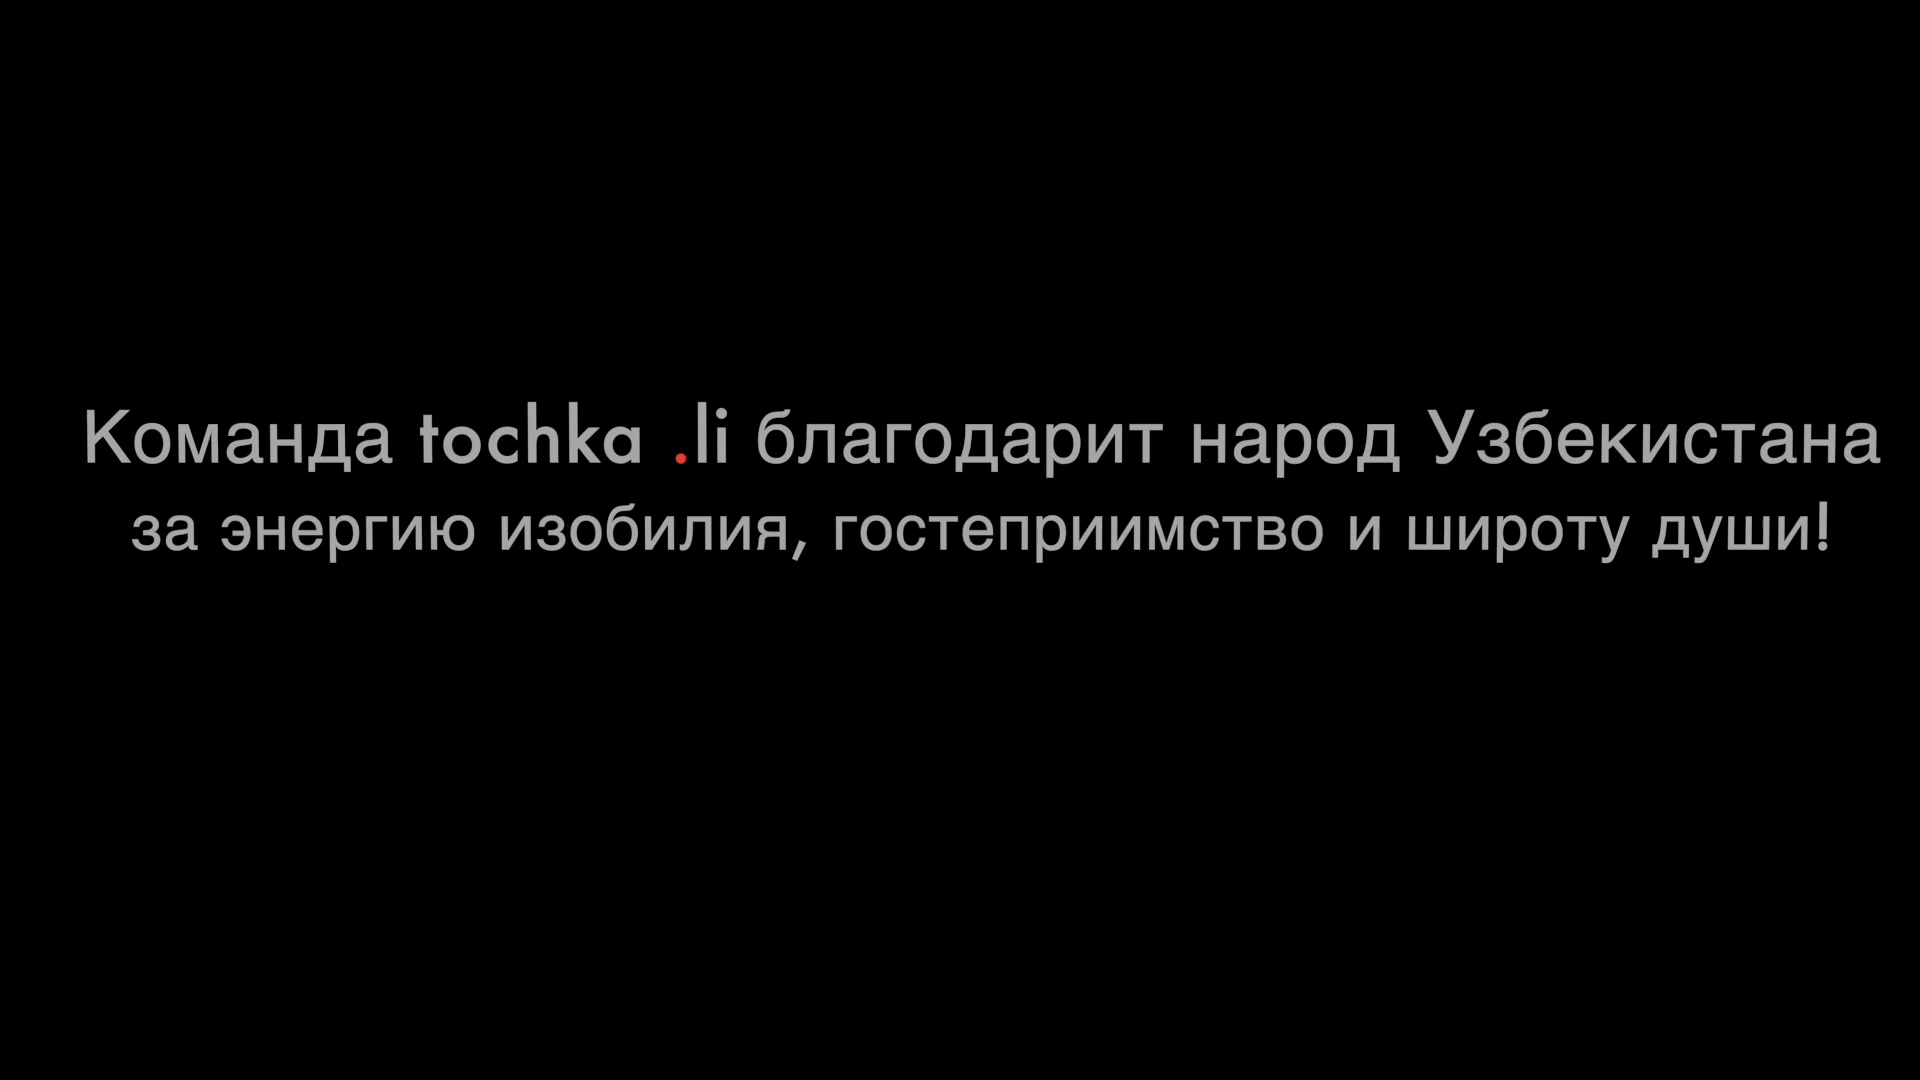 Команда tochka .li благодарит народ Узбекистана
за энергию изобилия, гостеприимство и широту души!